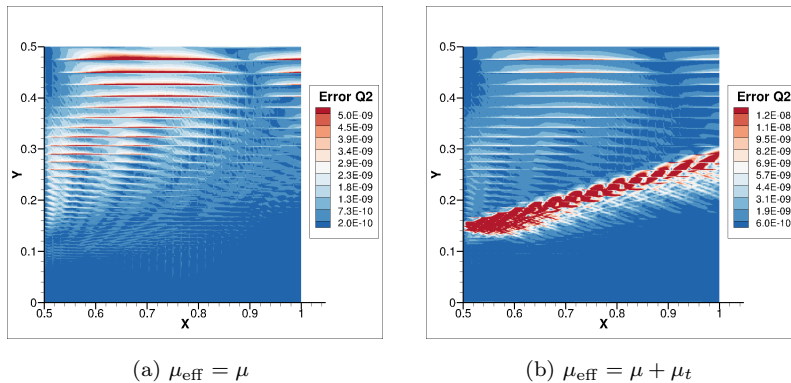 Error Q2
5.0E-09
4.5E-09
3.9E-09
3.4E-09
2.9E-09
2.3E-09
1.8E-09
1.3E-09
7.3E-10
2.0E-10
Y
0.5
0.4
0.3
0.2
0.1
0
0.5 0.6 0.7 0.8 0.9 1
X
(a) μeff = μ
Error Q2
1.2E-08
1.1E-08
9.5E-09
8.2E-09
6.9E-09
5.7E-09
4.4E-09
3.1E-09
1.9E-09
6.0E-10
Y
0.5
0.4
0.3
0.2
0.1
0
0.5 0.6 0.7 0.8 0.9 1
X
(b) μeff = μ + μt